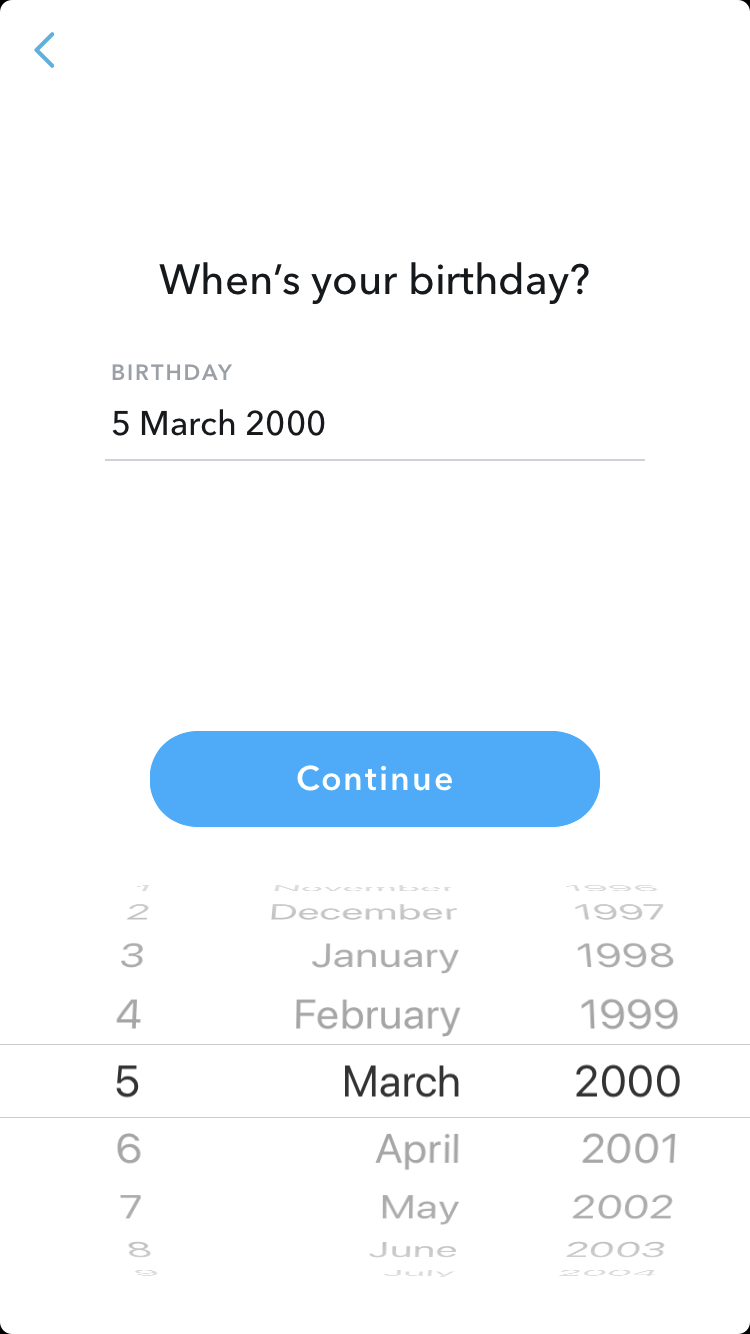 When's your birthday?
BIRTHDAY
5 March 2000
Continue
1 November 1996
2 December 1997
3 January 1998
4 February 1999
5 March 2000
6 April 2001
7 May 2002
8 June 2003
9 July 2004